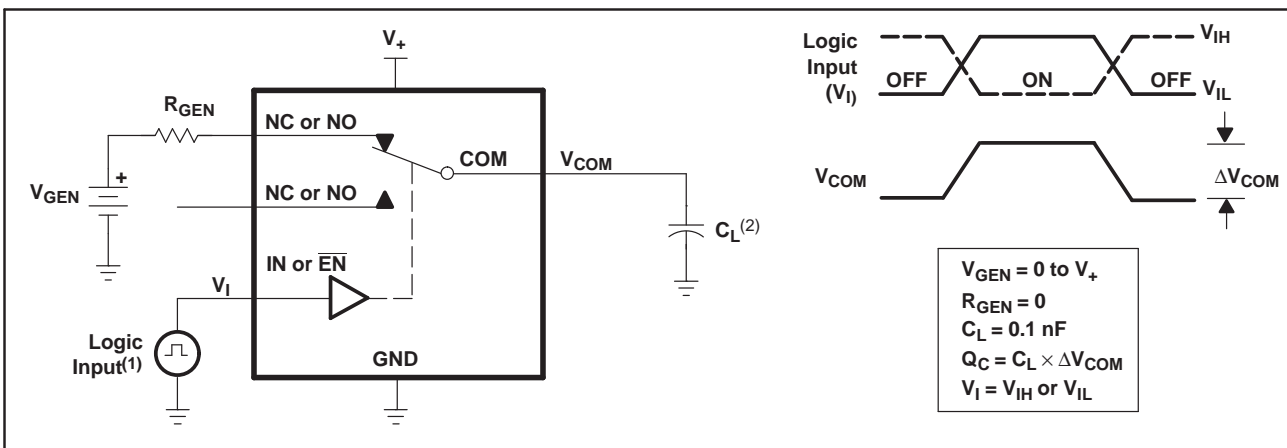 V+
RGEN
NC or NO
COM
VCOM
VGEN
+
NC or NO
CL(2)
IN or EN
VI
Logic
Input(1)
GND
Logic
Input
(VI)
VIH
OFF
ON
OFF
VIL
VCOM
ΔVCOM
VGEN = 0 to V+
RGEN = 0
CL = 0.1 nF
QC = CL × ΔVCOM
VI = VIH or VIL